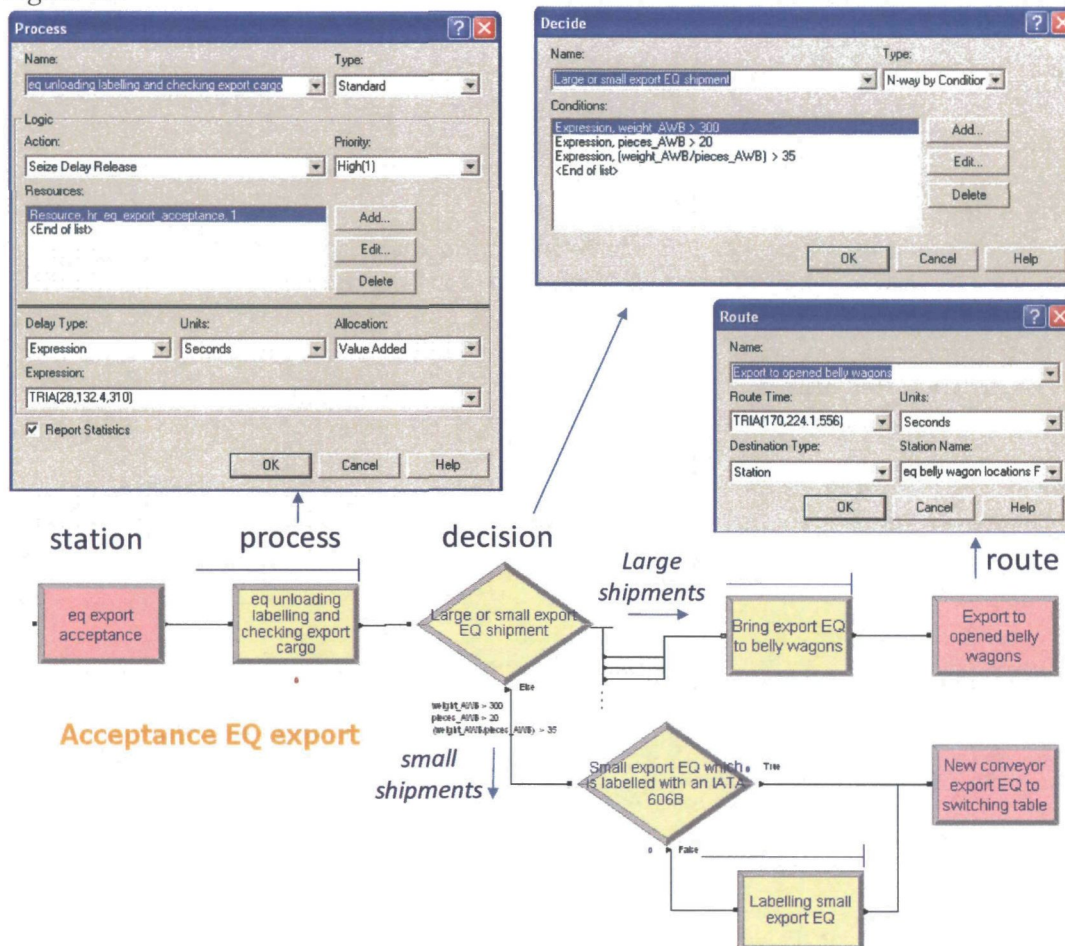 Process
Name:
Type:
eq unloading labelling and checking export cargo
Standard
Logic
Action:
Priority:
Seize Delay Release
High(1)
Resources:
Resource, hr_eq_export_acceptance, 1
<End of list>
Add...
Edit...
Delete
Delay Type:
Units:
Allocation:
Expression
Seconds
Value Added
Expression:
TRIA(28,132.4,310)
Report Statistics
OK
Cancel
Help
Decide
Name:
Type:
Large or small export EQ shipment
N-way by Condition
Conditions:
Expression, weight_AWB > 300
Expression, pieces_AWB > 20
Expression, (weight_AWB/pieces_AWB) > 35
<End of list>
Add...
Edit...
Delete
OK
Cancel
Help
Route
Name:
Export to opened belly wagons
Route Time:
Units:
TRIA(170,224.1,556)
Seconds
Destination Type:
Station Name:
Station
eq belly wagon locations F
OK
Cancel
Help
station
process
decision
route
Large
shipments
eq export
acceptance
eq unloading
labelling and
checking export
cargo
Large or small export
EQ shipment
Bring export EQ
to belly wagons
Export to
opened belly
wagons
Else
weight_AWB > 300
pieces_AWB > 20
(weight_AWB/pieces_AWB) > 35
Acceptance EQ export
small
shipments
Small export EQ which
is labelled with an IATA
606B
0
True
New conveyor
export EQ to
switching table
0
False
Labelling small
export EQ